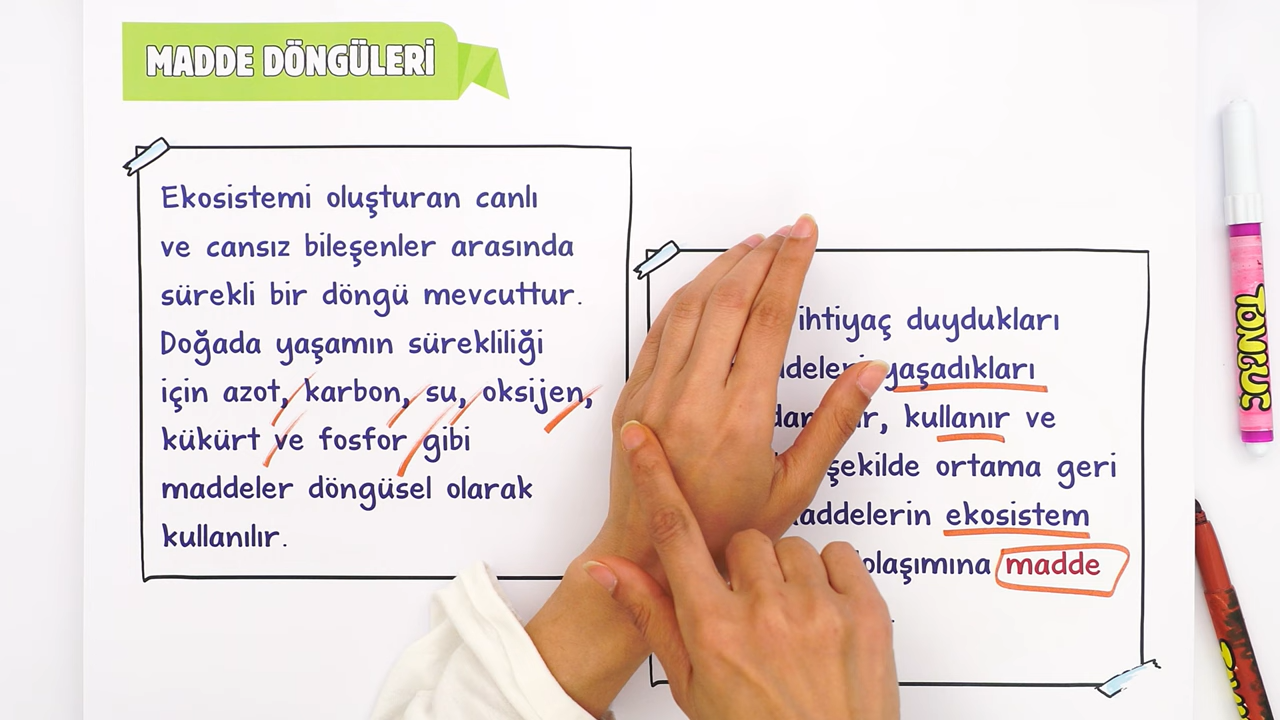 MADDE DÖNGÜLERİ
Ekosistemi oluşturan canlı
ve cansız bileşenler arasında
sürekli bir döngü mevcuttur.
Doğada yaşamın sürekliliği
için azot, karbon, su, oksijen,
kükürt ve fosfor gibi
maddeler döngüsel olarak
kullanılır.
ihtiyaç duydukları
yaşadıkları
kullanır ve
şekilde ortama geri
ekosistem
madde